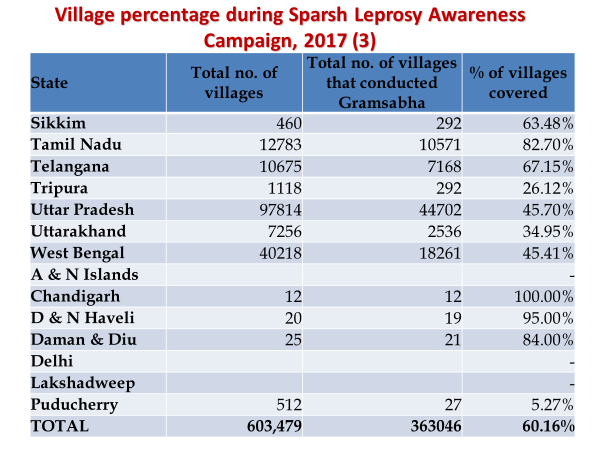 Village percentage during Sparsh Leprosy Awareness
Campaign, 2017 (3)
State Total no. of villages Total no. of villages that conducted Gramsabha % of villages covered
Sikkim 460 292 63.48%
Tamil Nadu 12783 10571 82.70%
Telangana 10675 7168 67.15%
Tripura 1118 292 26.12%
Uttar Pradesh 97814 44702 45.70%
Uttarakhand 7256 2536 34.95%
West Bengal 40218 18261 45.41%
A & N Islands -
Chandigarh 12 12 100.00%
D & N Haveli 20 19 95.00%
Daman & Diu 25 21 84.00%
Delhi -
Lakshadweep -
Puducherry 512 27 5.27%
TOTAL 603,479 363046 60.16%